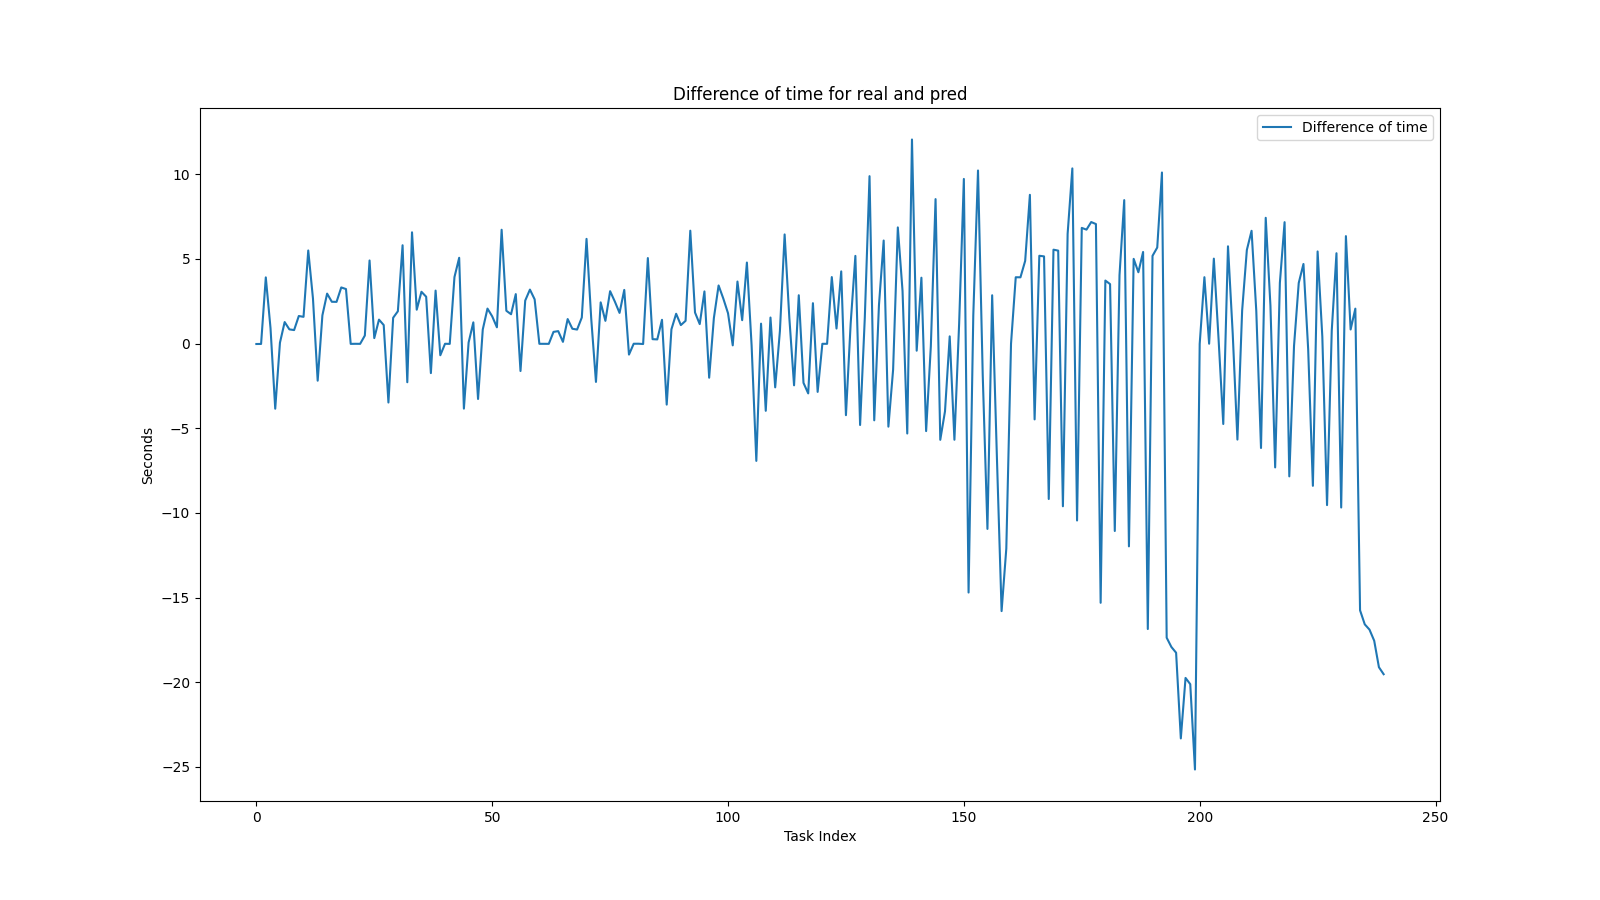 Difference of time for real and pred
Difference of time
10
5
0
−5
−10
−15
−20
−25
Seconds
0 50 100 150 200 250
Task Index